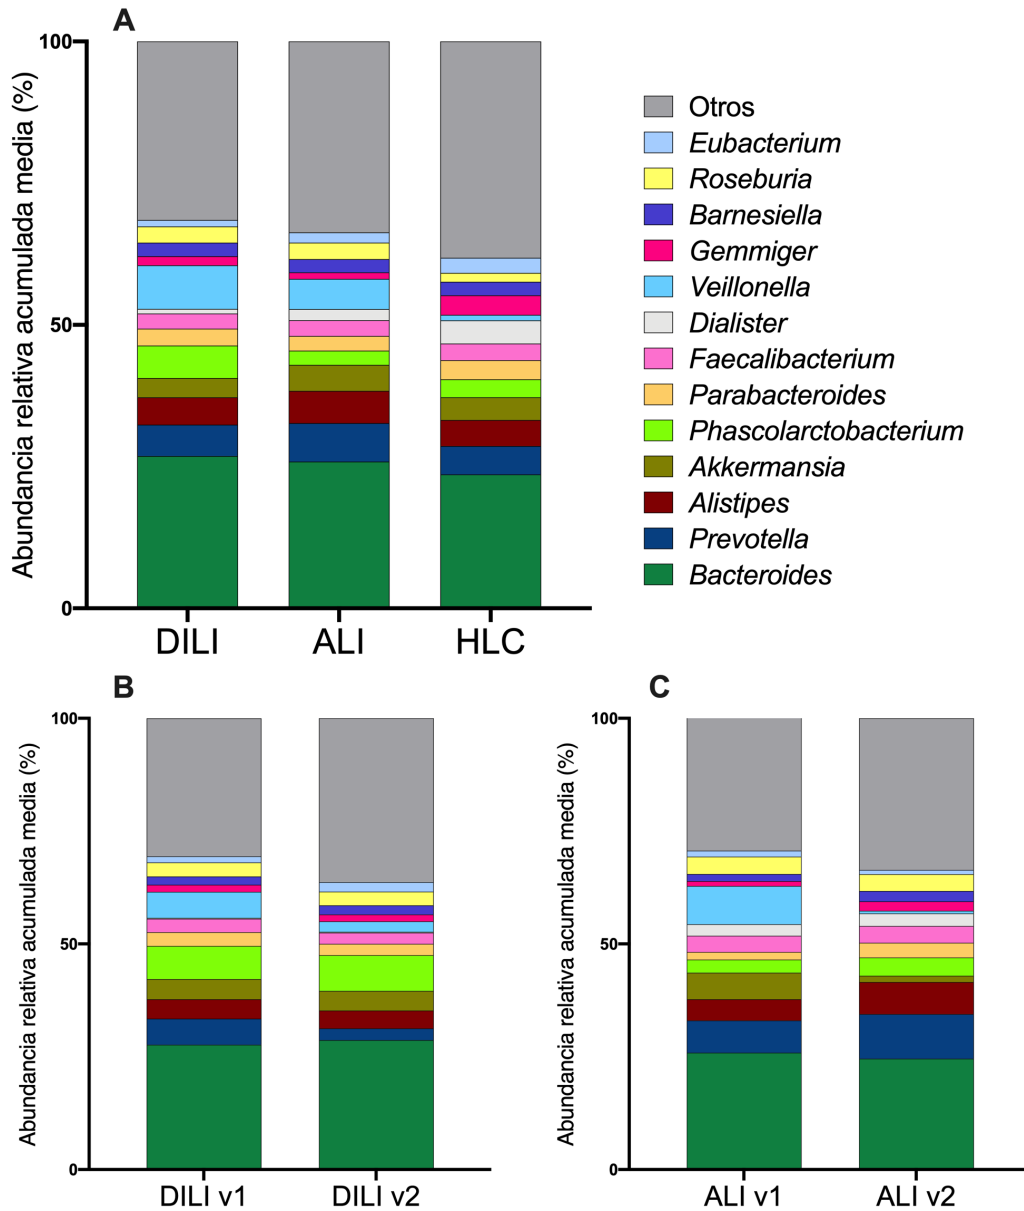 A
Abundancia relativa acumulada media (%)
100
50
0
DILI
ALI
HLC
Otros
Eubacterium
Roseburia
Barnesiella
Gemmiger
Veillonella
Dialister
Faecalibacterium
Parabacteroides
Phascolarctobacterium
Akkermansia
Alistipes
Prevotella
Bacteroides
B
Abundancia relativa acumulada media (%)
100
50
0
DILI v1
DILI v2
C
Abundancia relativa acumulada media (%)
100
50
0
ALI v1
ALI v2